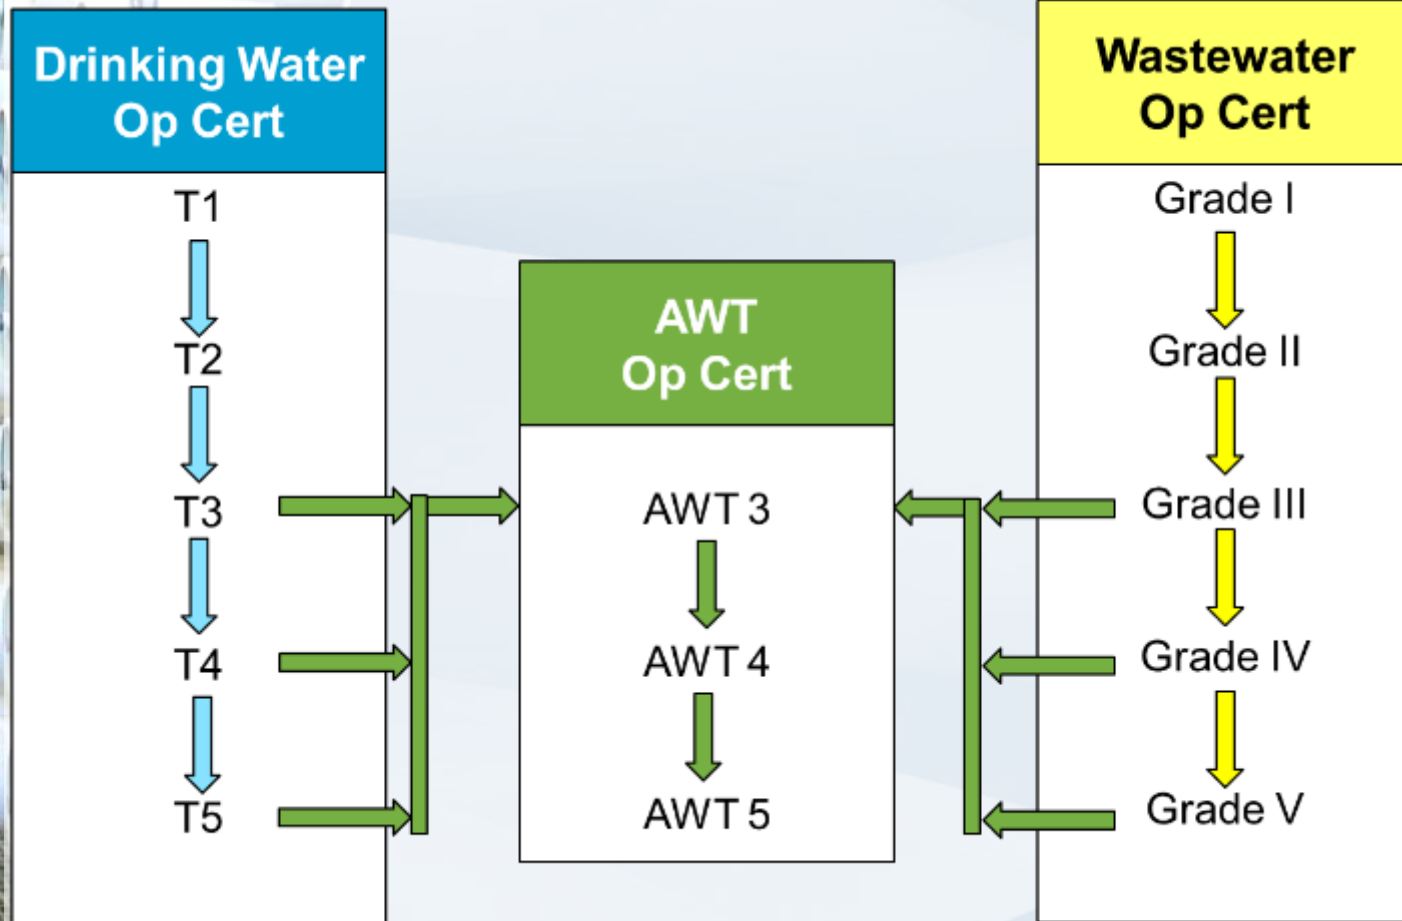 Drinking Water
Op Cert
T1
T2
T3
T4
T5
AWT
Op Cert
AWT 3
AWT 4
AWT 5
Wastewater
Op Cert
Grade I
Grade II
Grade III
Grade IV
Grade V